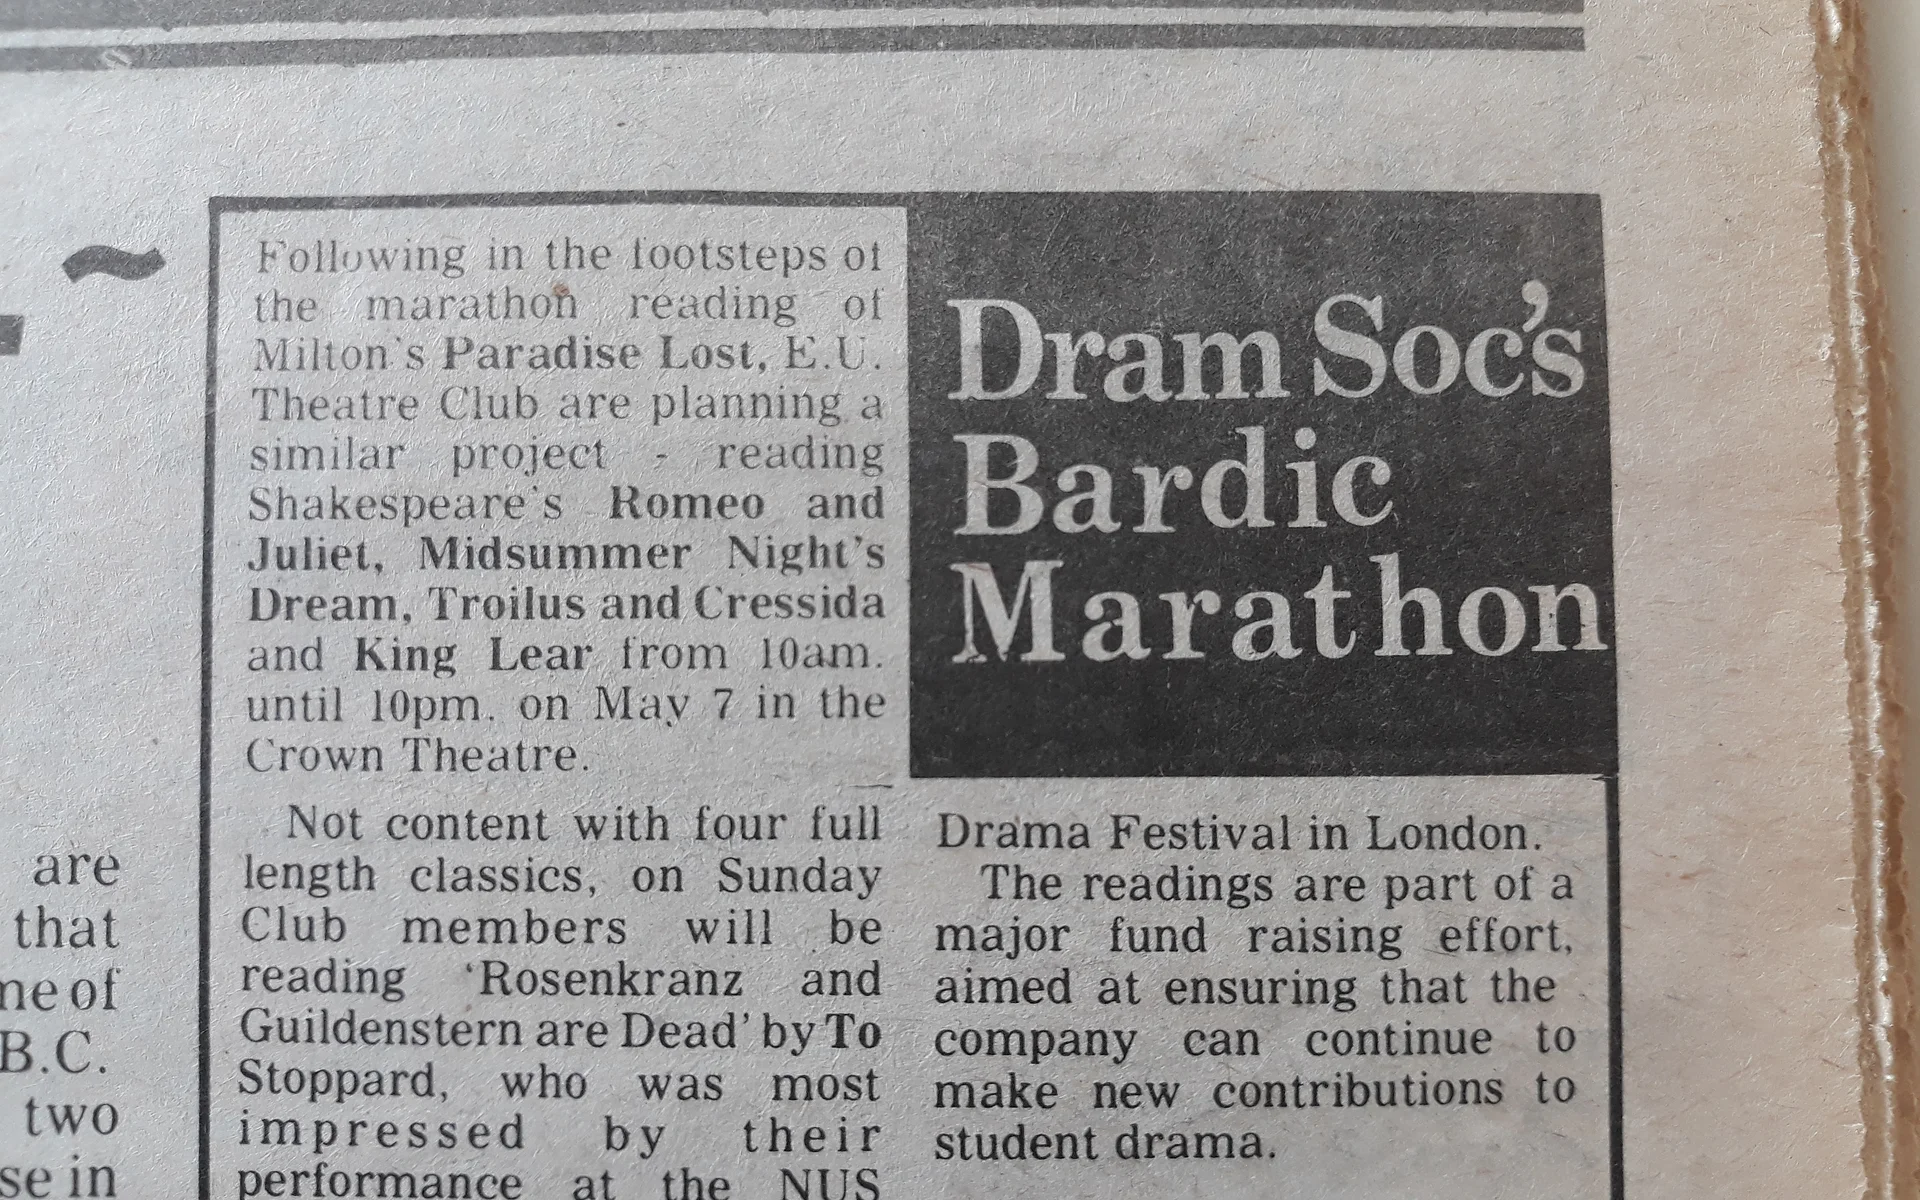 Dram Soc's
Bardic
Marathon
Following in the footsteps of
the marathon reading of
Milton's Paradise Lost, E.U.
Theatre Club are planning a
similar project - reading
Shakespeare's Romeo and
Juliet, Midsummer Night's
Dream, Troilus and Cressida
and King Lear from 10am.
until 10pm. on May 7 in the
Crown Theatre.
Not content with four full
length classics, on Sunday
Club members will be
reading 'Rosenkranz and
Guildenstern are Dead' by To
Stoppard, who was most
impressed by their
performance at the NUS
Drama Festival in London.
The readings are part of a
major fund raising effort,
aimed at ensuring that the
company can continue to
make new contributions to
student drama.
are
that
of
B.C.
two
in